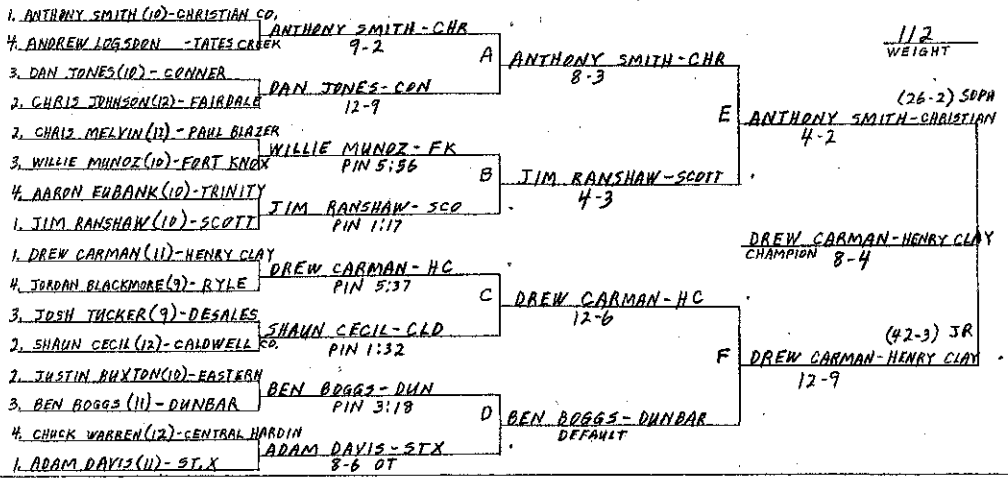 1. ANTHONY SMITH (10)-CHRISTIAN CO.
ANTHONY SMITH-CHR
9-2
4. ANDREW LOGSDON -TATES CREEK
A
ANTHONY SMITH-CHR
8-3
112
WEIGHT
3. DAN JONES(10)-CONNER
DAN JONES-CON
12-9
2. CHRIS JOHNSON(12)-FAIRDALE
E
(26-2) SOPH
ANTHONY SMITH-CHRISTIAN
4-2
2. CHRIS MELVIN(12)-PAUL BLAZER
WILLIE MUNOZ-FK
PIN 5:56
3. WILLIE MUNOZ(10)-FORT KNOX
B
JIM RANSHAW-SCOTT
4-3
4. AARON EUBANK(10)-TRINITY
JIM RANSHAW-SCO
PIN 1:17
1. JIM RANSHAW(10)-SCOTT
DREW CARMAN-HENRY CLAY
CHAMPION 8-4
1. DREW CARMAN(11)-HENRY CLAY
DREW CARMAN-HC
PIN 5:37
4. JORDAN BLACKMORE(9)-RYLE
C
DREW CARMAN-HC
12-6
3. JOSH TUCKER(9)-DESALES
SHAUN CECIL-CLD
PIN 1:32
2. SHAUN CECIL(12)-CALDWELL CO.
F
(42-3) JR
DREW CARMAN-HENRY CLAY
12-9
2. JUSTIN BUXTON(10)-EASTERN
BEN BOGGS-DUN
PIN 3:18
3. BEN BOGGS (11)-DUNBAR
D
BEN BOGGS-DUNBAR
DEFAULT
4. CHUCK WARREN(12)-CENTRAL HARDIN
ADAM DAVIS-STX
8-6 OT
1. ADAM DAVIS(11)-ST.X